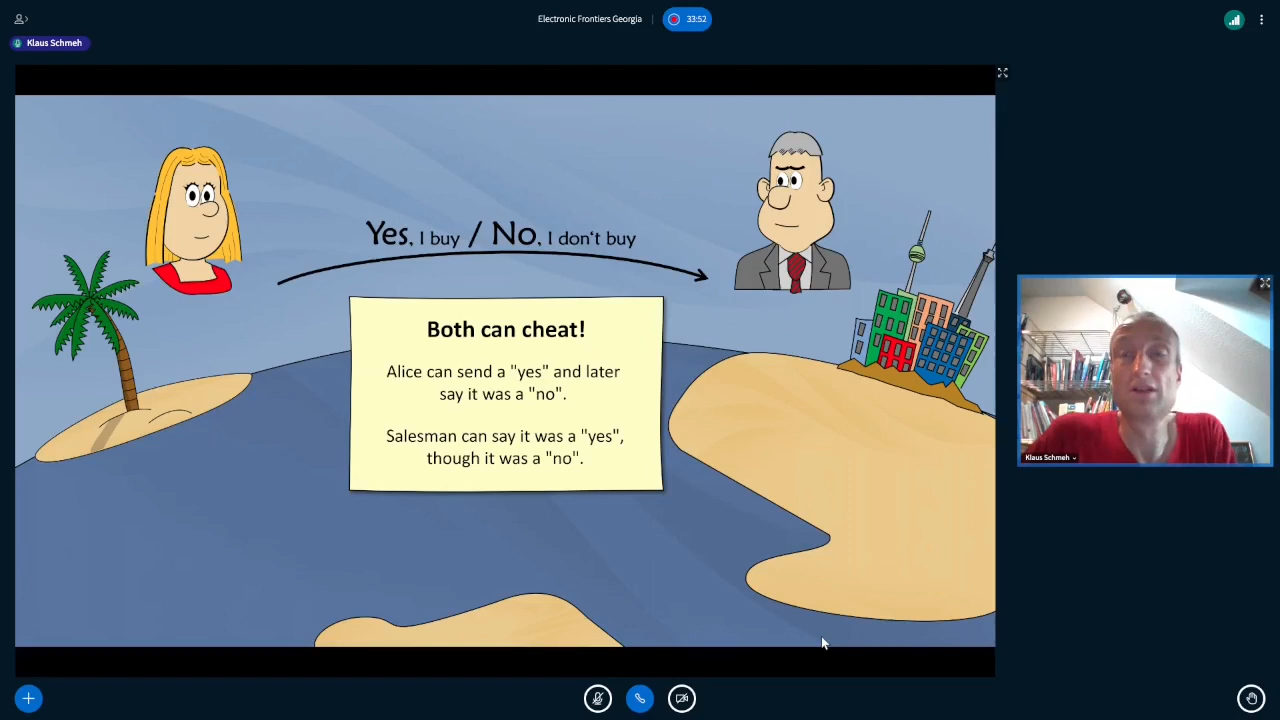 Electronic Frontiers Georgia
33:52
Klaus Schmeh
Yes, I buy / No, I don't buy
Both can cheat!
Alice can send a "yes" and later
say it was a "no".
Salesman can say it was a "yes",
though it was a "no".
Klaus Schmeh